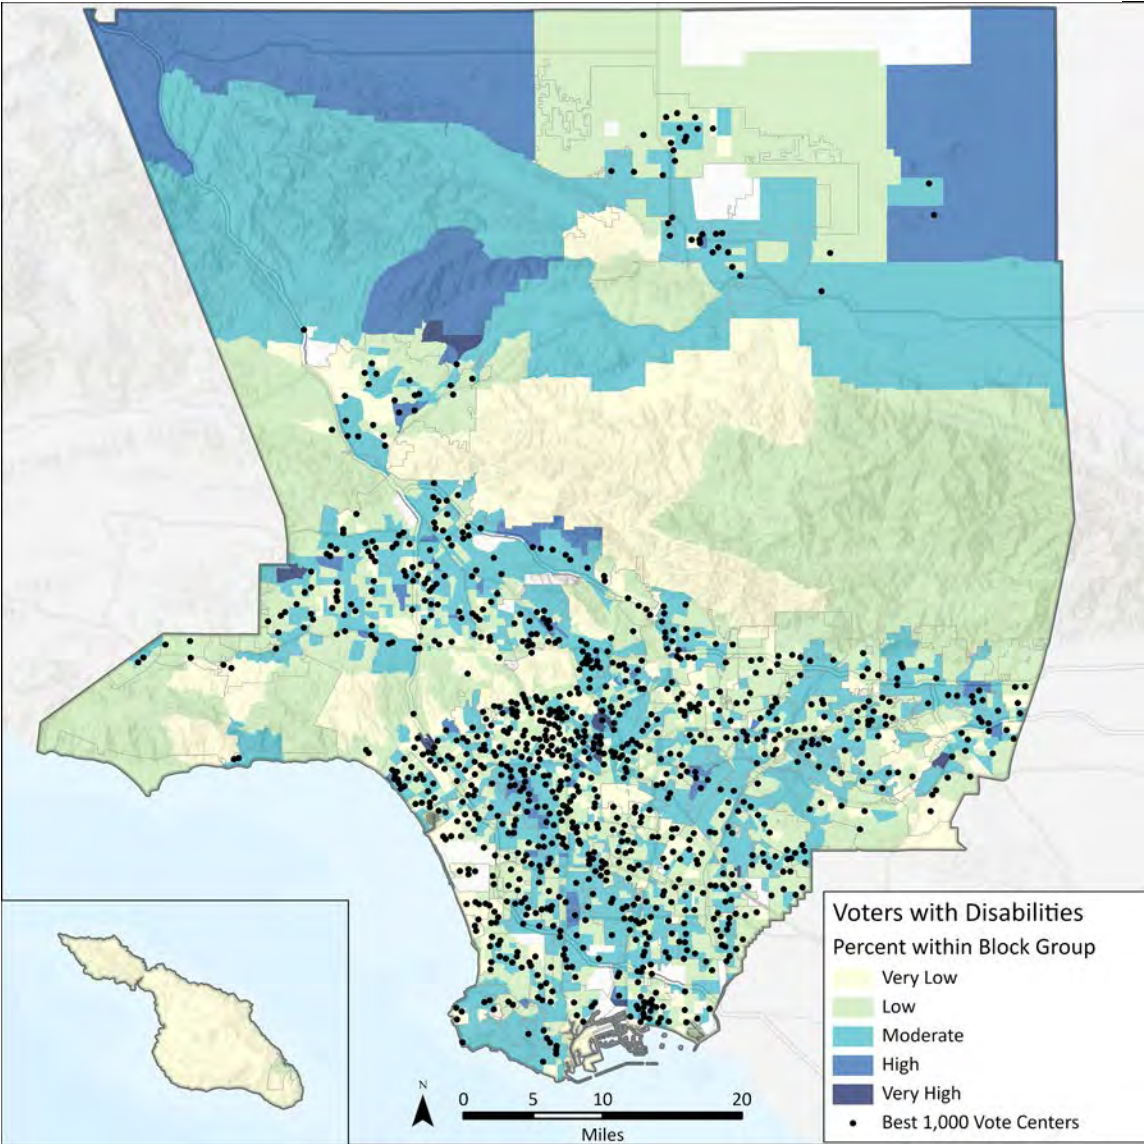 Voters with Disabilities
Percent within Block Group
Very Low
Low
Moderate
High
Very High
Best 1,000 Vote Centers
N
0 5 10 20
Miles